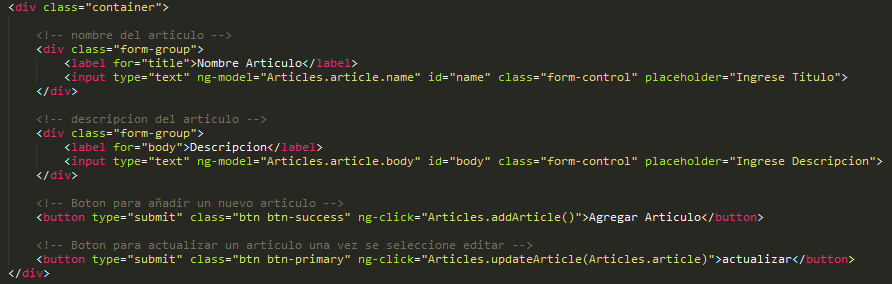 <div class="container">
<!-- nombre del articulo -->
<div class="form-group">
<label for="title">Nombre Articulo</label>
<input type="text" ng-model="Articles.article.name" id="name" class="form-control" placeholder="Ingrese Titulo">
</div>
<!-- descripcion del articulo -->
<div class="form-group">
<label for="body">Descripcion</label>
<input type="text" ng-model="Articles.article.body" id="body" class="form-control" placeholder="Ingrese Descripcion">
</div>
<!-- Boton para añadir un nuevo articulo -->
<button type="submit" class="btn btn-success" ng-click="Articles.addArticle()">Agregar Articulo</button>
<!-- Boton para actualizar un articulo una vez se seleccione editar -->
<button type="submit" class="btn btn-primary" ng-click="Articles.updateArticle(Articles.article)">actualizar</button>
</div>